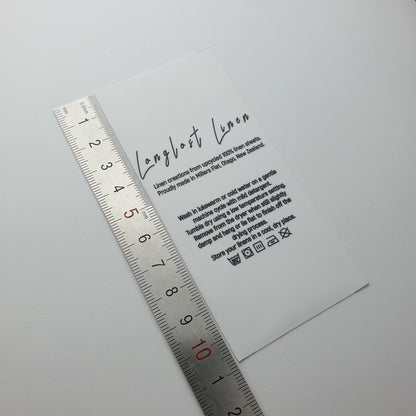 Langlast Linen
Linen creations from upcycled 100% linen sheets.
Proudly made in Millers Flat, Otago, New Zealand.
Wash in lukewarm or cold water on a gentle
machine cycle with mild detergent.
Tumble dry using a low temperature setting.
Remove from the dryer when still slightly
damp and hang or lie flat to finish off the
drying process.
Store your linens in a cool, dry place.
1
2
3
4
5
6
7
8
9
10
1
2